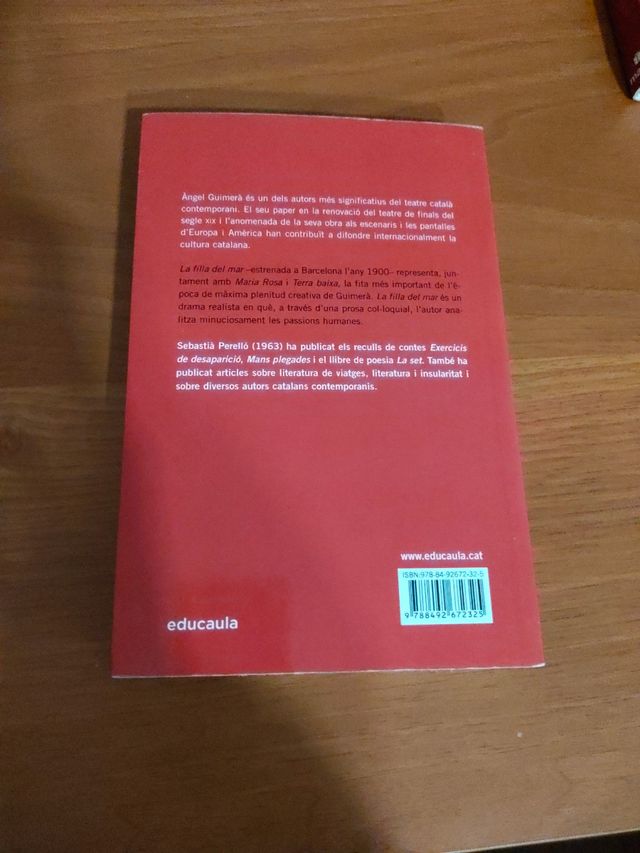 Àngel Guimerà és un dels autors més significatius del teatre català
contemporani. El seu paper en la renovació del teatre de finals del
segle XIX i l'anomenada de la seva obra als escenaris i les pantalles
d'Europa i Amèrica han contribuït a difondre internacionalment la
cultura catalana.
La filla del mar –estrenada a Barcelona l'any 1900– representa, jun-
tament amb Maria Rosa i Terra baixa, la fita més important de l'è-
poca de màxima plenitud creativa de Guimerà. La filla del mar és un
drama realista en què, a través d'una prosa col·loquial, l'autor ana-
litza minuciosament les passions humanes.
Sebastià Perelló (1963) ha publicat els reculls de contes Exercicis
de desaparició, Mans plegades i el llibre de poesia La set. També ha
publicat articles sobre literatura de viatges, literatura i insularitat i
sobre diversos autors catalans contemporanis.
www.educaula.cat
ISBN: 978-84-92672-32-5
9 788492 672325
educaula